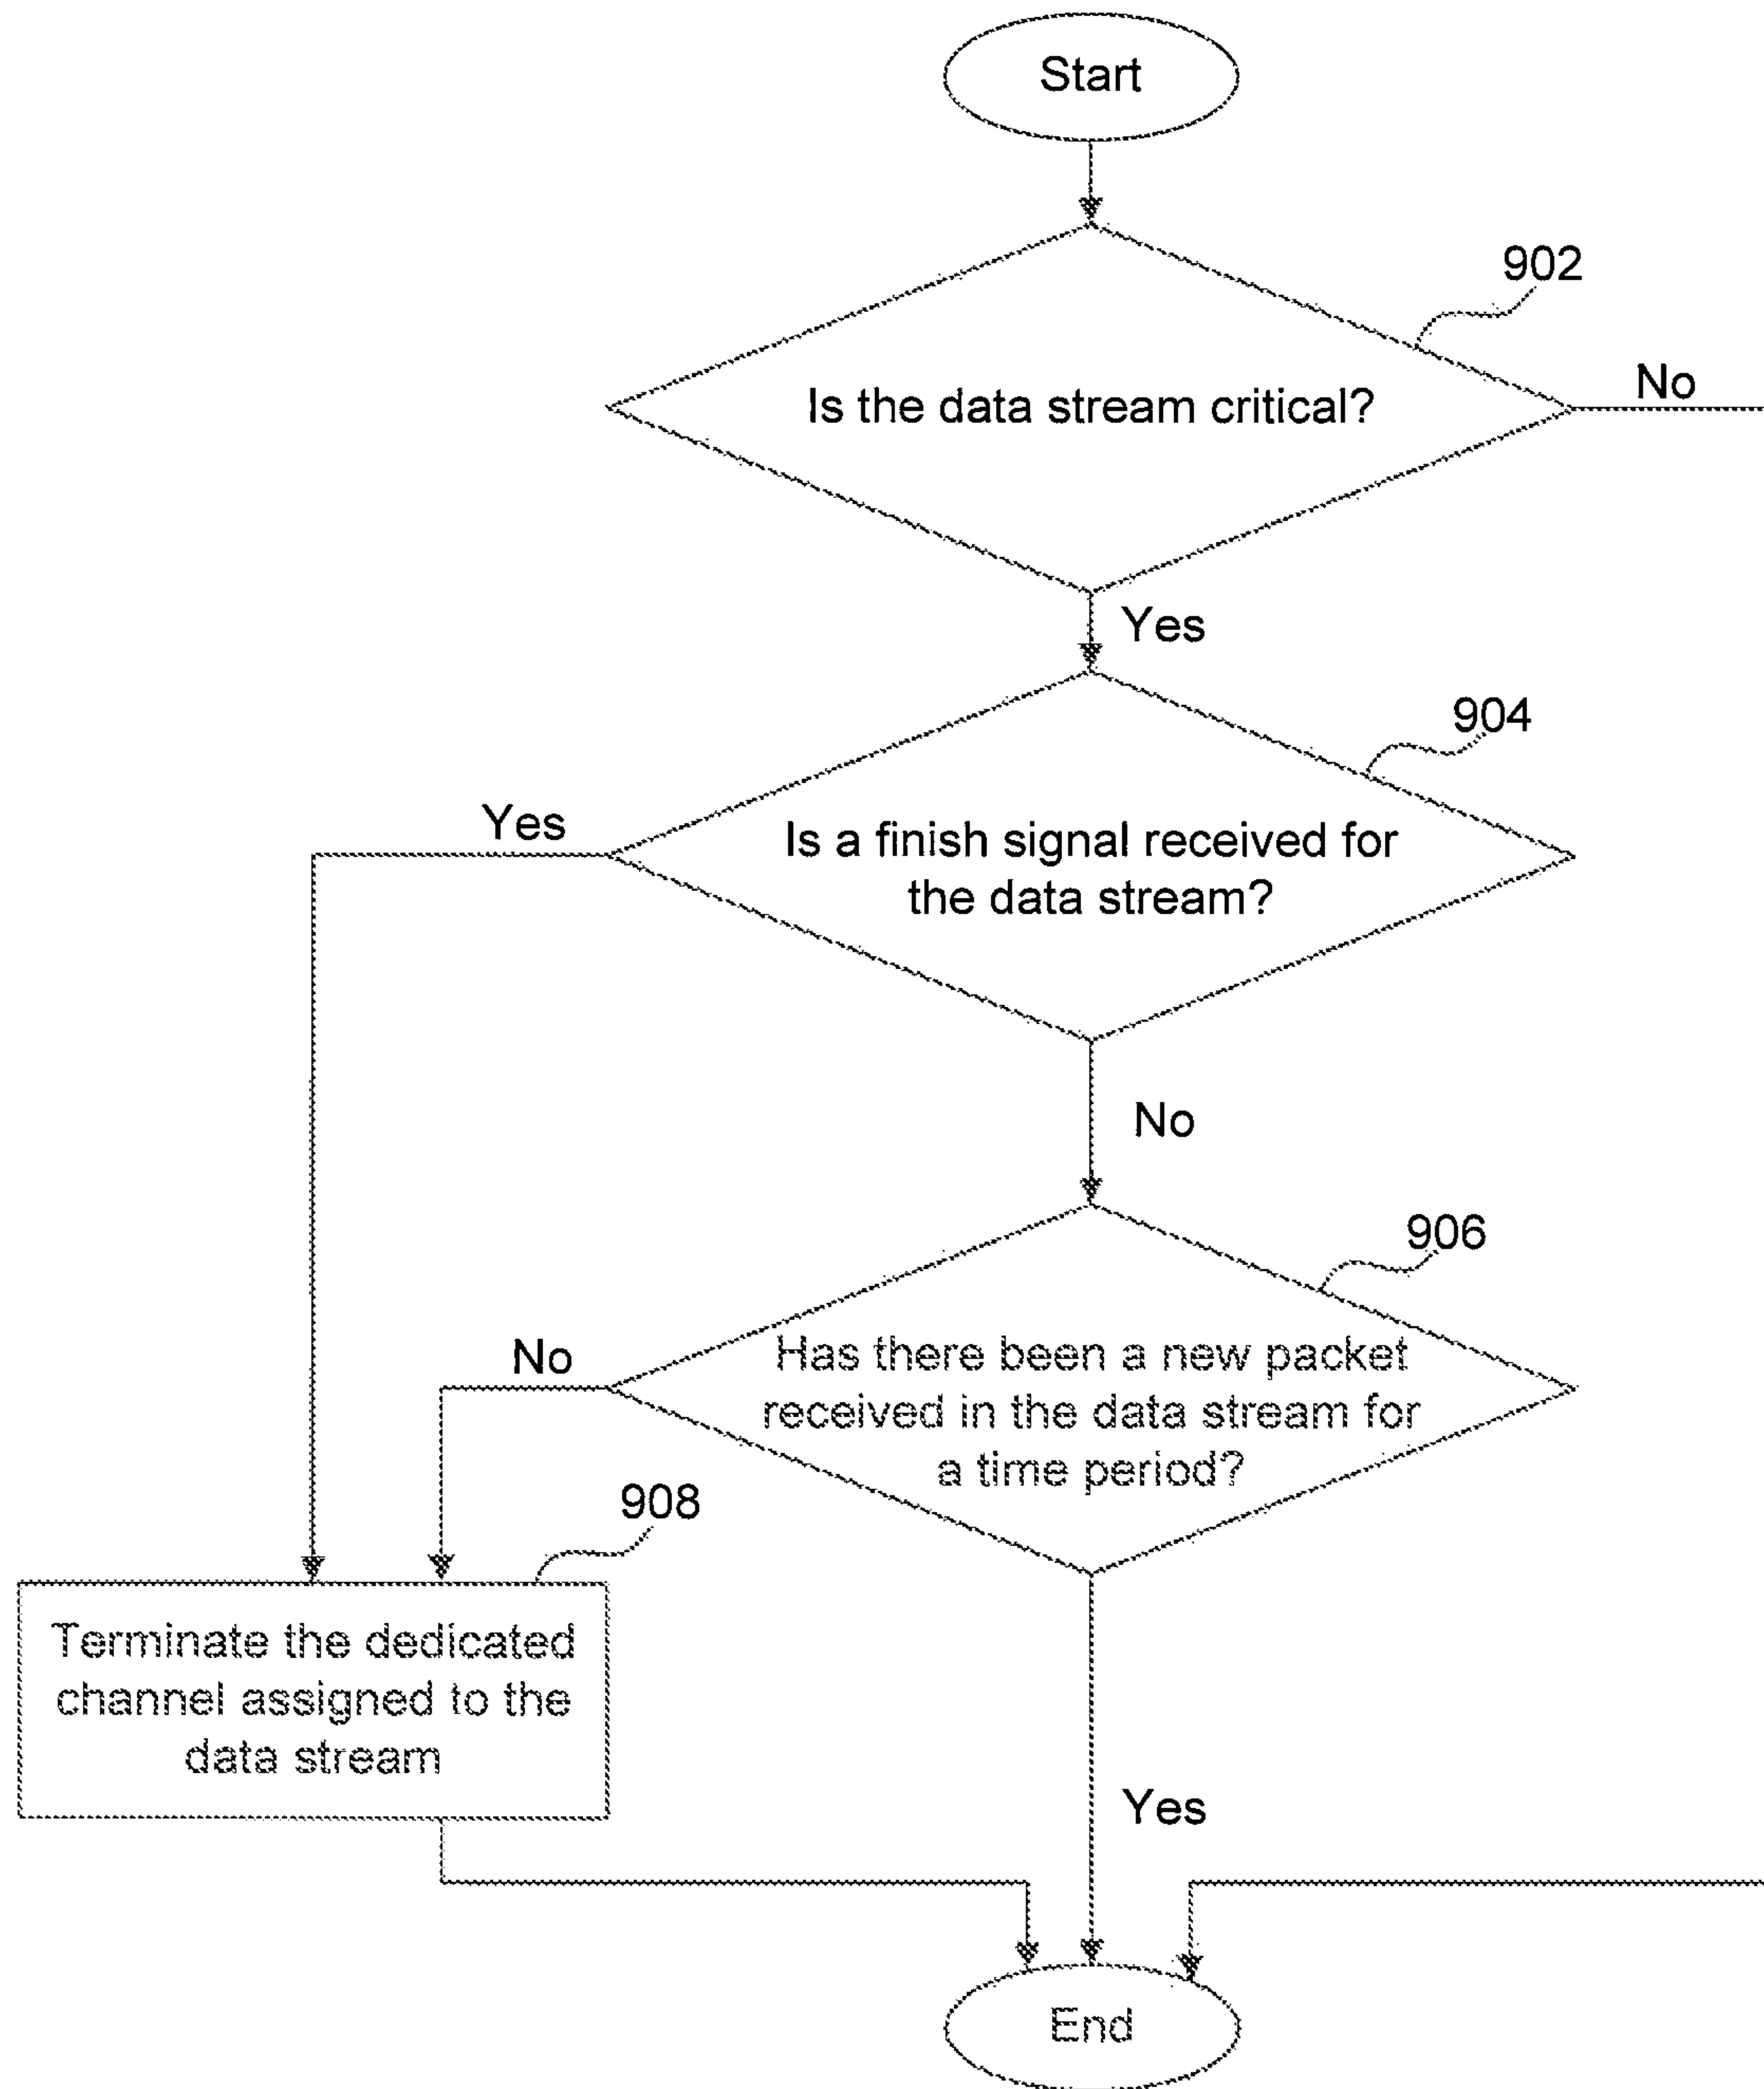 Start
902
Is the data stream critical?
No
Yes
904
Yes
Is a finish signal received for
the data stream?
No
906
No
Has there been a new packet
received in the data stream for
a time period?
908
Terminate the dedicated
channel assigned to the
data stream
Yes
End